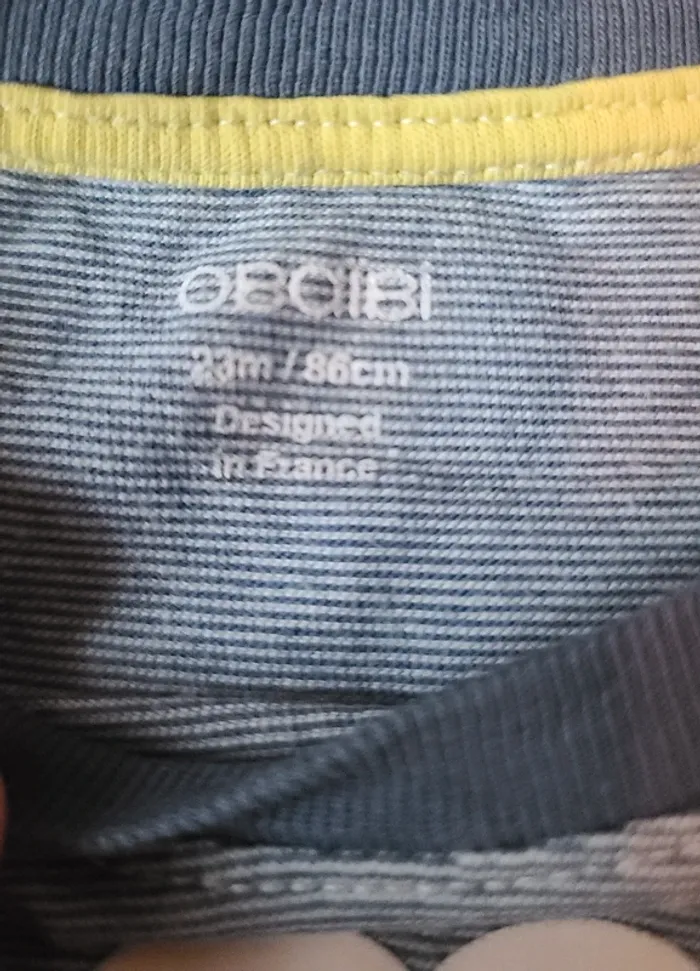 OBAIBI
23m / 86cm
Designed
in France